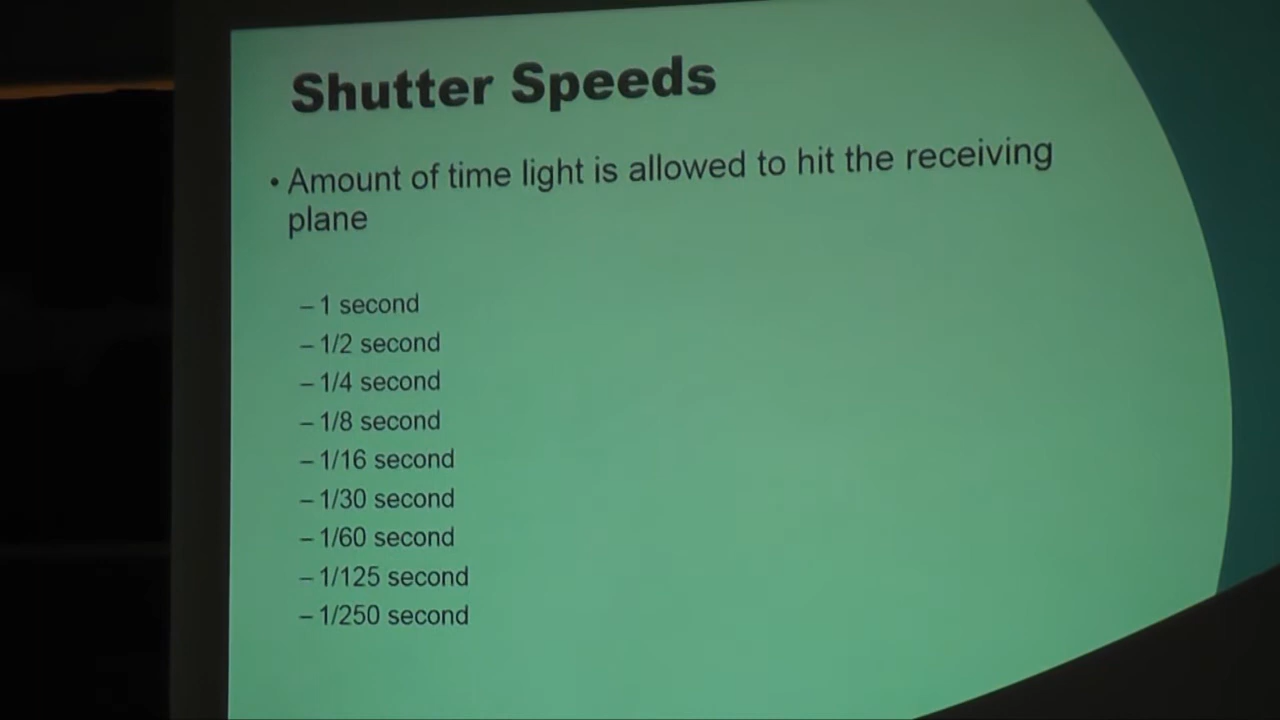 Shutter Speeds
• Amount of time light is allowed to hit the receiving
plane
– 1 second
– 1/2 second
– 1/4 second
– 1/8 second
– 1/16 second
– 1/30 second
– 1/60 second
– 1/125 second
– 1/250 second